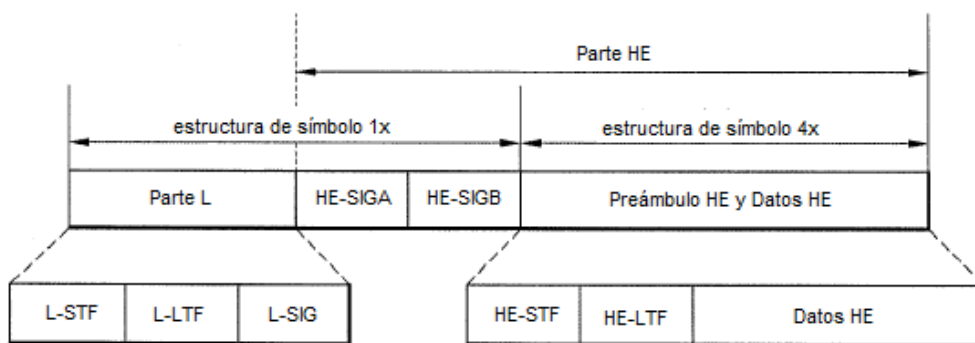 Parte HE
estructura de símbolo 1x
estructura de símbolo 4x
Parte L
HE-SIGA
HE-SIGB
Preámbulo HE y Datos HE
L-STF
L-LTF
L-SIG
HE-STF
HE-LTF
Datos HE